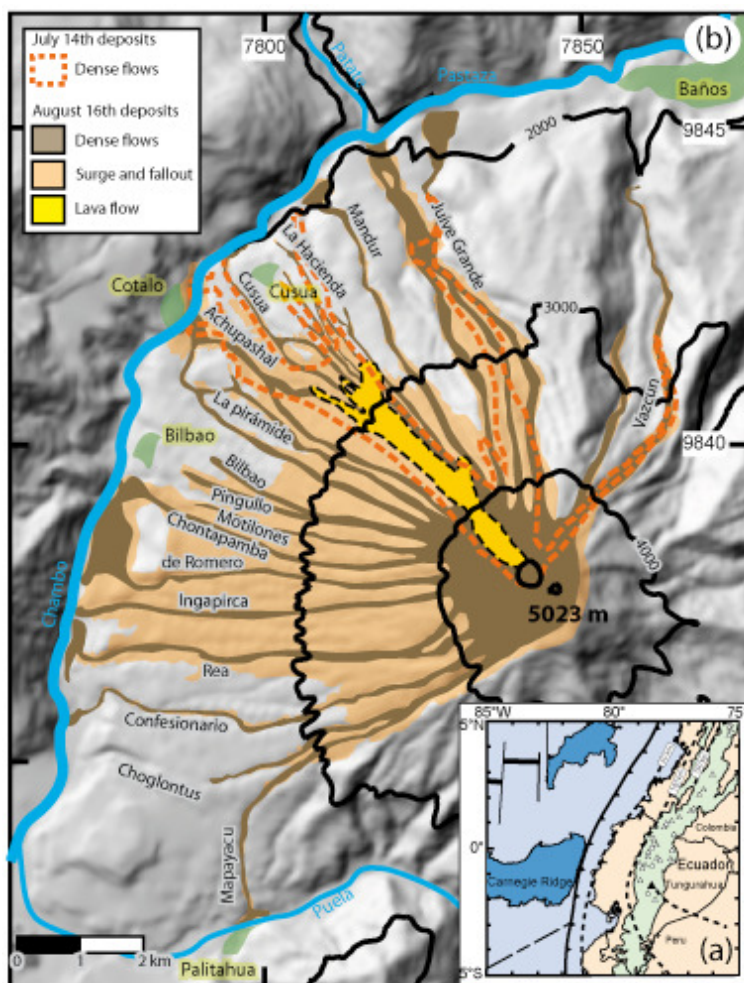 July 14th deposits
Dense flows
August 16th deposits
Dense flows
Surge and fallout
Lava flow
7800
7850
(b)
Patate
Pastaza
Baños
9845
2000
Juive Grande
Mandur
La Hacienda
Cusua
Cusua
Cotalo
Achupashal
3000
Vazcun
La pirámide
9840
Bilbao
Bilbao
Pingullo
Motilones
Chontapamba
de Romero
4000
Chambo
Ingapirca
5023 m
Rea
Confesionario
Choglontus
Mapayacu
Puela
Palitahua
0 1 2 km
85°W
80°
75
5°N
0°
5°S
Colombia
Ecuador
Carnegie Ridge
Tungurahua
Peru
(a)